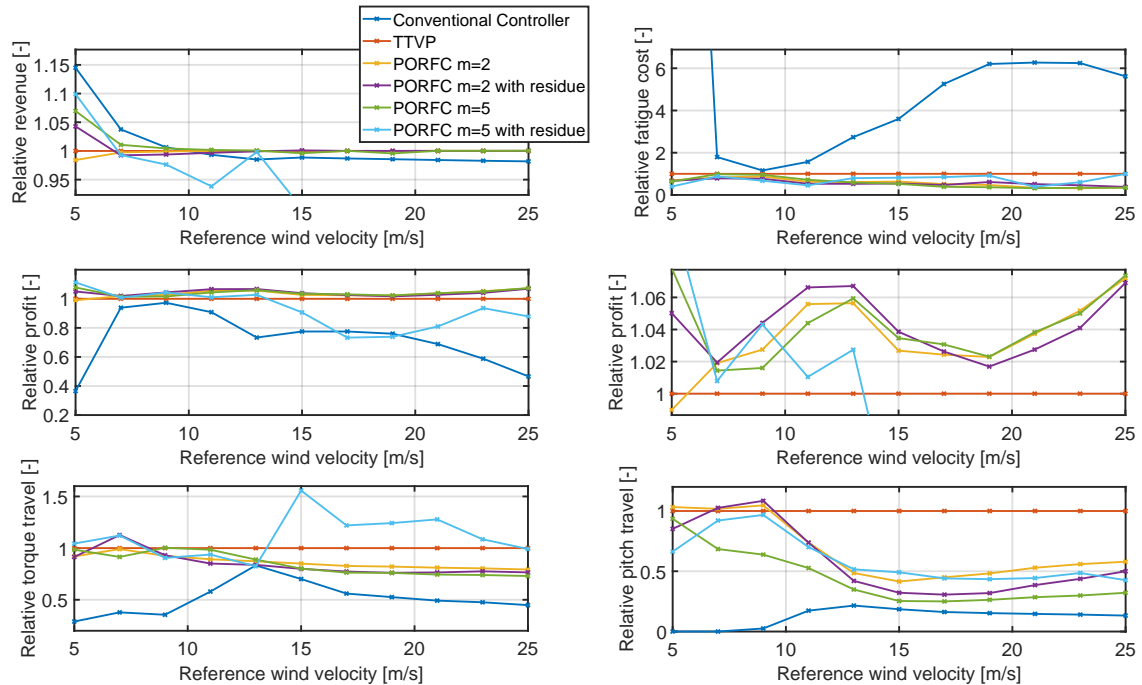 Conventional Controller
TTVP
PORFC m=2
PORFC m=2 with residue
PORFC m=5
PORFC m=5 with residue
Relative revenue [-]
1.15
1.1
1.05
1
0.95
5 10 15 20 25
Reference wind velocity [m/s]
Relative fatigue cost [-]
6
4
2
1
0
5 10 15 20 25
Reference wind velocity [m/s]
Relative profit [-]
1
0.8
0.6
0.4
0.2
5 10 15 20 25
Reference wind velocity [m/s]
Relative profit [-]
1.06
1.04
1.02
1
5 10 15 20 25
Reference wind velocity [m/s]
Relative torque travel [-]
1.5
1
0.5
5 10 15 20 25
Reference wind velocity [m/s]
Relative pitch travel [-]
1
0.5
0
5 10 15 20 25
Reference wind velocity [m/s]